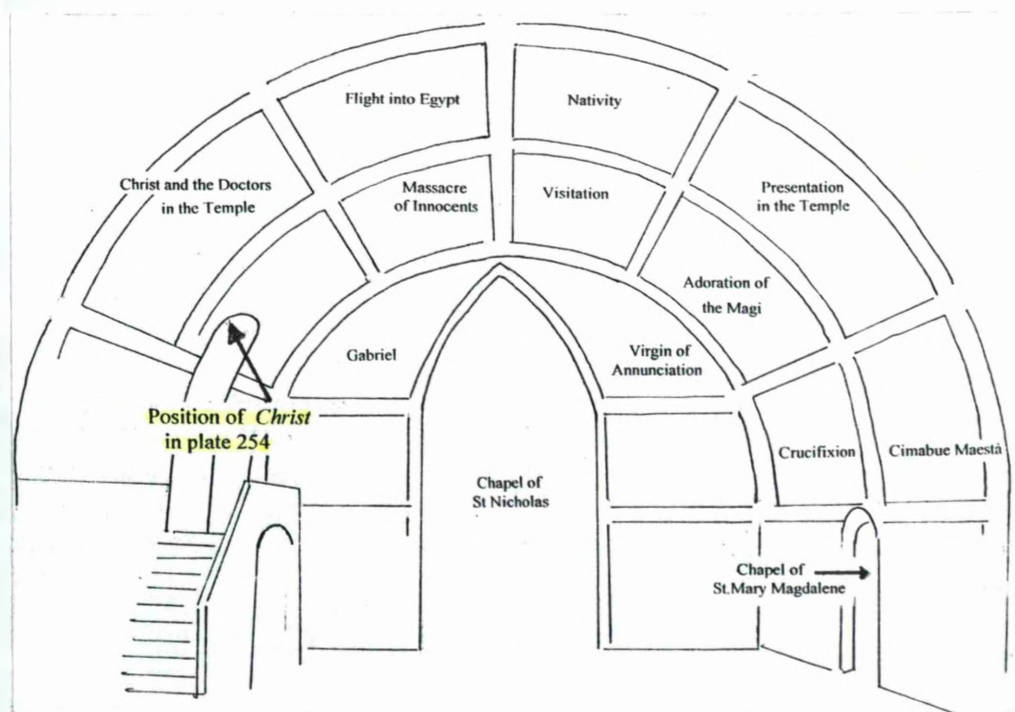 Flight into Egypt
Nativity
Christ and the Doctors
in the Temple
Massacre
of Innocents
Visitation
Presentation
in the Temple
Adoration of
the Magi
Gabriel
Virgin of
Annunciation
Position of Christ
in plate 254
Crucifixion
Cimabue Maestà
Chapel of
St Nicholas
Chapel of
St.Mary Magdalene